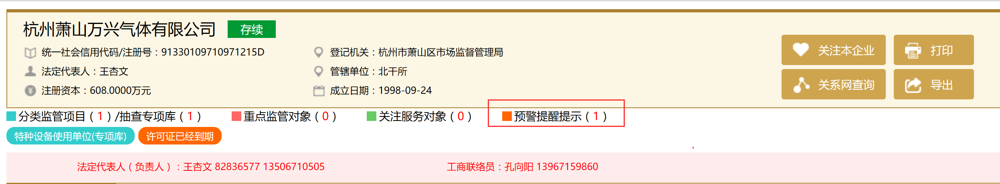 杭州萧山万兴气体有限公司 存续
统一社会信用代码/注册号：91330109710971215D 登记机关：杭州市萧山区市场监督管理局
法定代表人：王杏文 管辖单位：北干所
注册资本：608.0000万元 成立日期：1998-09-24
关注本企业 打印
关系网查询 导出
分类监管项目（1）/抽查专项库（1） 重点监管对象（0） 关注服务对象（0） 预警提醒提示（1）
特种设备使用单位(专项库) 许可证已经到期
法定代表人（负责人）：王杏文 82836577 13506710505 工商联络员：孔向阳 13967159860